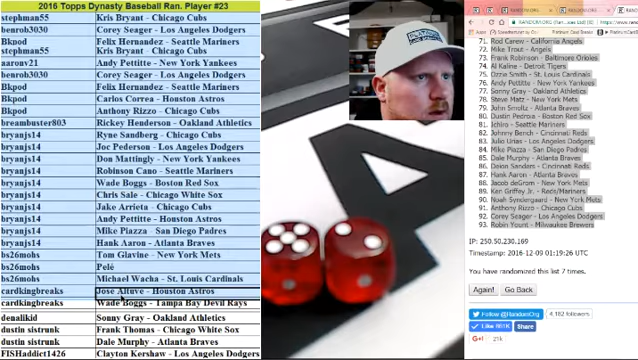 2016 Topps Dynasty Baseball Ran. Player #23
stephman55 Kris Bryant - Chicago Cubs
benrob3030 Corey Seager - Los Angeles Dodgers
Bkpod Felix Hernandez - Seattle Mariners
stephman55 Kris Bryant - Chicago Cubs
aaronv21 Andy Pettitte - New York Yankees
benrob3030 Corey Seager - Los Angeles Dodgers
Bkpod Felix Hernandez - Seattle Mariners
Bkpod Carlos Correa - Houston Astros
Bkpod Anthony Rizzo - Chicago Cubs
breambuster803 Rickey Henderson - Oakland Athletics
bryanjs14 Ryne Sandberg - Chicago Cubs
bryanjs14 Joc Pederson - Los Angeles Dodgers
bryanjs14 Don Mattingly - New York Yankees
bryanjs14 Robinson Cano - Seattle Mariners
bryanjs14 Wade Boggs - Boston Red Sox
bryanjs14 Chris Sale - Chicago White Sox
bryanjs14 Jake Arrieta - Chicago Cubs
bryanjs14 Andy Pettitte - Houston Astros
bryanjs14 Mike Piazza - San Diego Padres
bryanjs14 Hank Aaron - Atlanta Braves
bs26mohs Tom Glavine - New York Mets
bs26mohs Pelé
bs26mohs Michael Wacha - St. Louis Cardinals
cardkingbreaks Jose Altuve - Houston Astros
cardkingbreaks Wade Boggs - Tampa Bay Devil Rays
denalikid Sonny Gray - Oakland Athletics
dustin sistrunk Frank Thomas - Chicago White Sox
dustin sistrunk Dale Murphy - Atlanta Braves
FISHaddict1426 Clayton Kershaw - Los Angeles Dodgers
71. Rod Carew - California Angels
72. Mike Trout - Angels
73. Frank Robinson - Baltimore Orioles
74. Al Kaline - Detroit Tigers
75. Ozzie Smith - St. Louis Cardinals
76. Andy Pettitte - New York Yankees
77. Sonny Gray - Oakland Athletics
78. Steve Matz - New York Mets
79. John Smoltz - Atlanta Braves
80. Dustin Pedroia - Boston Red Sox
81. Ichiro - Seattle Mariners
82. Johnny Bench - Cincinnati Reds
83. Julio Urias - Los Angeles Dodgers
84. Mike Piazza - San Diego Padres
85. Dale Murphy - Atlanta Braves
86. Deion Sanders - Cincinnati Reds
87. Hank Aaron - Atlanta Braves
88. Jacob deGrom - New York Mets
89. Ken Griffey Jr. - Reds/Mariners
90. Noah Syndergaard - New York Mets
91. Anthony Rizzo - Chicago Cubs
92. Corey Seager - Los Angeles Dodgers
93. Robin Yount - Milwaukee Brewers
IP: 250.50.230.169
Timestamp: 2016-12-09 01:19:26 UTC
You have randomized this list 7 times.
Again! Go Back
Follow @RandomOrg 4,182 followers
Like 801K Share
+1 21k